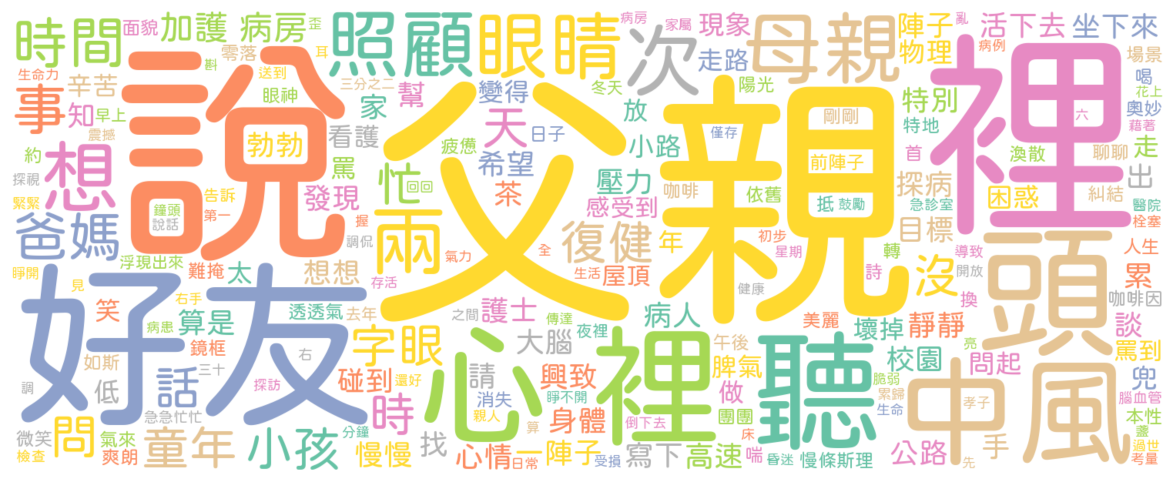 時間
面貌
加護
病房
歪
照顧
眼睛
次
病房
家屬
現象
母親
陣子
亂
活下去
坐下來
生命力
零落
耳
斟
送到
三分之二
冬天
走路
物理
病例
場景
喝
花上
事
辛苦
知
早上
眼神
家
幫
變得
放
陽光
特別
奧妙
藉著
震撼
說
勃勃
看護
天
日子
父親
僅存
剛剛
特地
裡
六
約
想
罵
疲憊
希望
小路
前陣子
首
渙散
聊聊
走
探視
告訴
發現
忙
回回
茶
壓力
咖啡
依舊
探病
急診室
困惑
糾結
出
緊緊
鐘頭
說話
第一
握
兩
感受到
抵
鼓勵
目標
醫院
栓塞
爸媽
調侃
復健
年
初步
星期
轉
導致
人生
浮現出來
難掩
太
想想
氣力
全
屋頂
生活
詩
沒
開放
頭
累
睜開
存活
健康
換
咖啡因
好友
見
笑
右手
透透氣
去年
之間
護士
傳達
夜裡
病人
美麗
壞掉
靜靜
談
病患
算是
鏡框
右
字眼
大腦
心裡
午後
聽
亮
校園
問起
中風
罵到
如斯
三十
碰到
請
興致
脾氣
脆弱
兜
調
低
話
探訪
還好
時
消失
睜不開
做
累歸
生命
孝子
腦血管
本性
急急忙忙
親人
身體
團團
盞
微笑
問
氣來
童年
小孩
分鐘
找
算
倒下去
床
手
過世
檢查
爽朗
慢慢
心情
日常
一陣子
受損
寫下
高速
喘
昏迷
慢條斯理
公路
先
考量